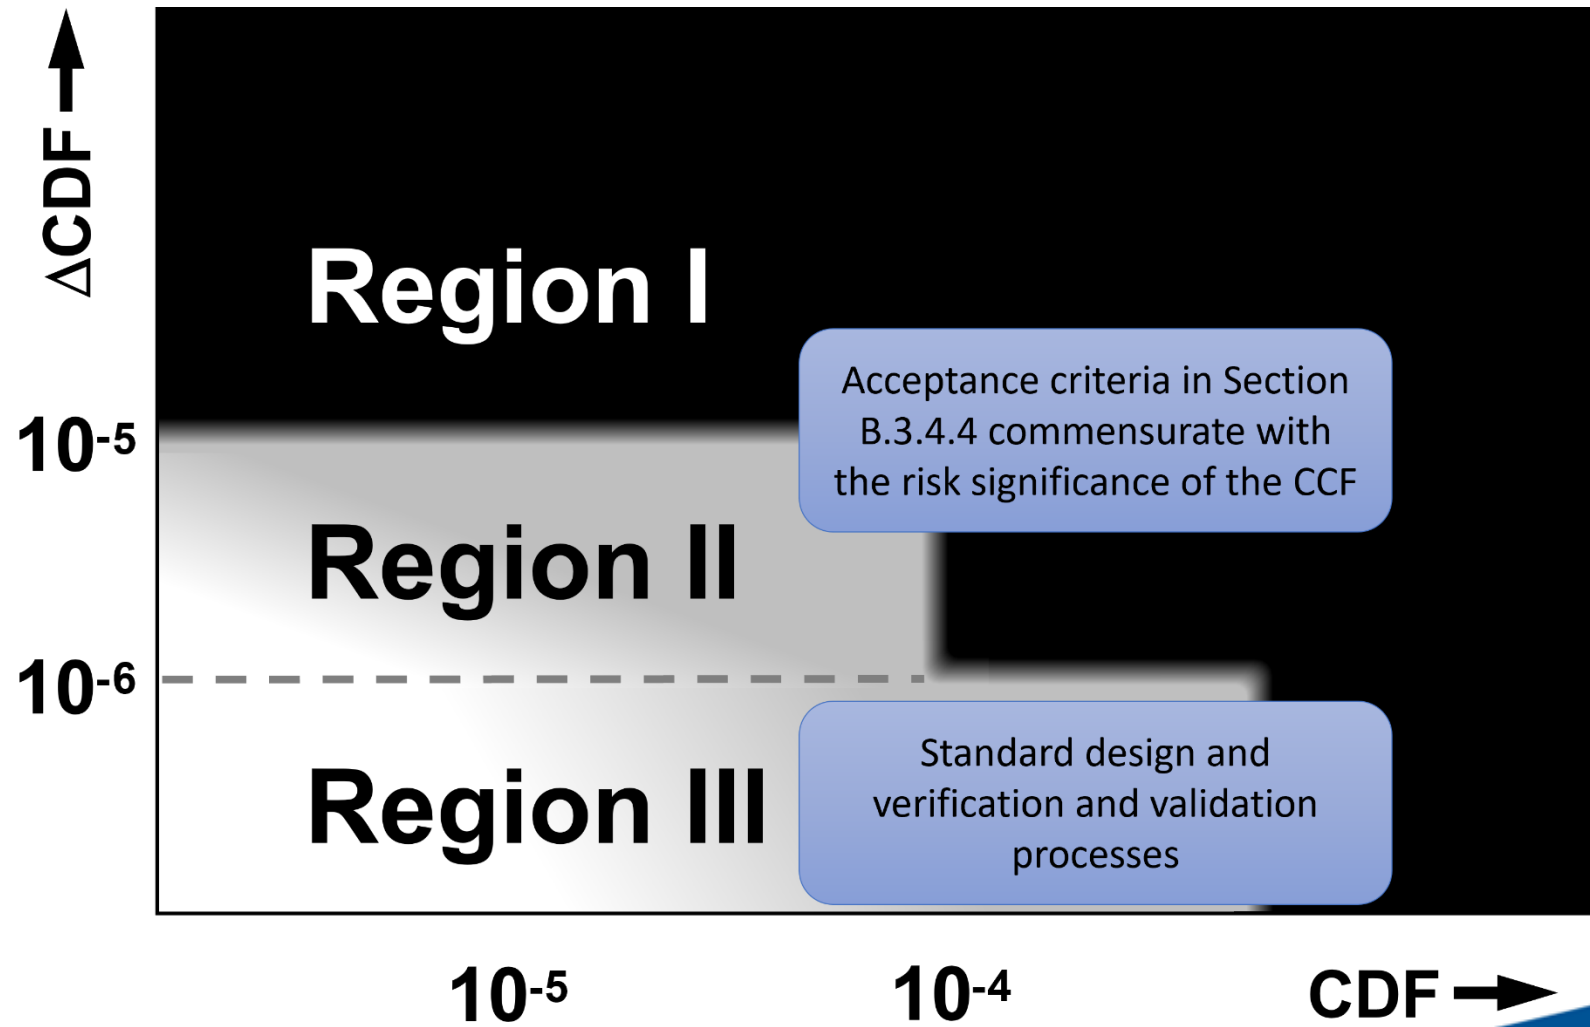 ΔCDF →
Region I
Acceptance criteria in Section
B.3.4.4 commensurate with
the risk significance of the CCF
10⁻⁵
Region II
10⁻⁶
Region III
Standard design and
verification and validation
processes
10⁻⁵
10⁻⁴
CDF →